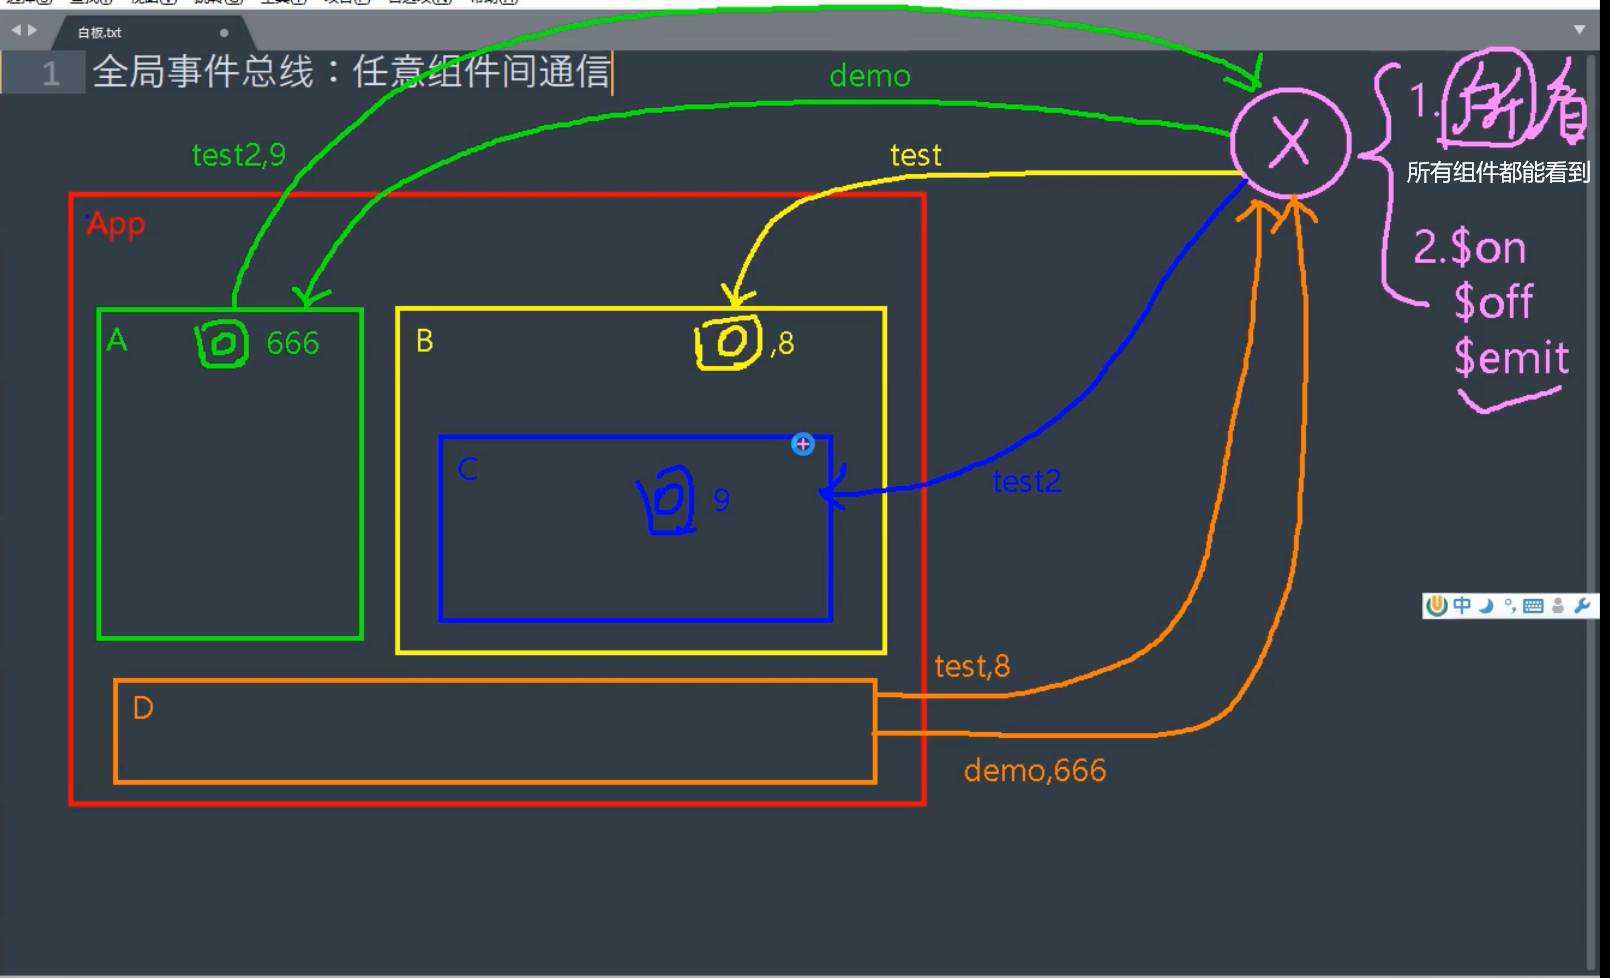 白板.txt
1 全局事件总线：任意组件间通信
demo
test2,9
test
1.所 看
所有组件都能看到
App
2.$on
$off
$emit
X
A 666
B ,8
C 9
test2
中
test,8
D
demo,666